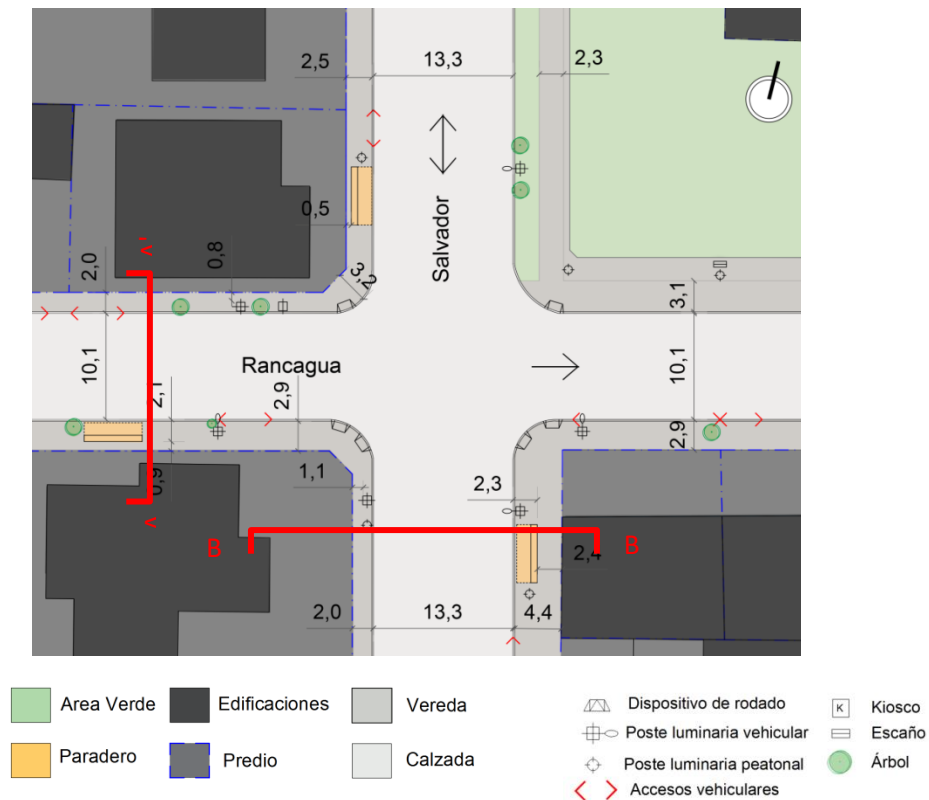 2,5
13,3
2,3
Salvador
0,5
2,0
0,8
3,2
A'
3,1
10,1
Rancagua
10,1
2,1
2,9
2,9
0,9
1,1
2,3
A
B
B
2,4
2,0
13,3
4,4
Area Verde
Edificaciones
Vereda
Paradero
Predio
Calzada
Dispositivo de rodado
Poste luminaria vehicular
Poste luminaria peatonal
Accesos vehiculares
K Kiosco
Escaño
Árbol